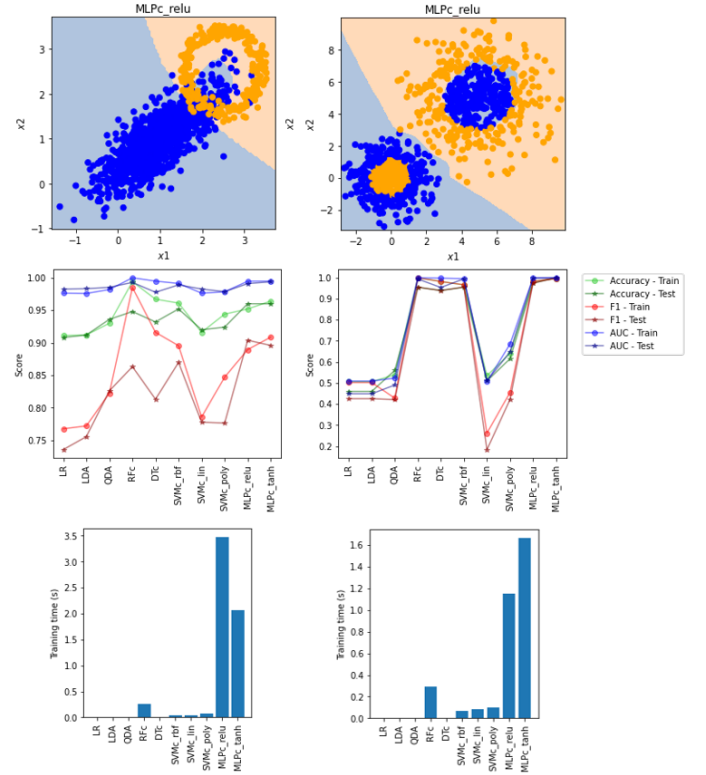 MLPc_relu
3
2
1
0
−1
x2
−1
0
1
2
3
x1
MLPc_relu
8
6
4
2
0
−2
x2
−2
0
2
4
6
8
x1
1.00
0.95
0.90
0.85
0.80
0.75
Score
LR
LDA
QDA
RFc
DTc
SVMc_rbf
SVMc_lin
SVMc_poly
MLPc_relu
MLPc_tanh
1.0
0.9
0.8
0.7
0.6
0.5
0.4
0.3
0.2
Score
LR
LDA
QDA
RFc
DTc
SVMc_rbf
SVMc_lin
SVMc_poly
MLPc_relu
MLPc_tanh
Accuracy - Train
Accuracy - Test
F1 - Train
F1 - Test
AUC - Train
AUC - Test
3.5
3.0
2.5
2.0
1.5
1.0
0.5
0.0
Training time (s)
LR
LDA
QDA
RFc
DTc
SVMc_rbf
SVMc_lin
SVMc_poly
MLPc_relu
MLPc_tanh
1.6
1.4
1.2
1.0
0.8
0.6
0.4
0.2
0.0
Training time (s)
LR
LDA
QDA
RFc
DTc
SVMc_rbf
SVMc_lin
SVMc_poly
MLPc_relu
MLPc_tanh